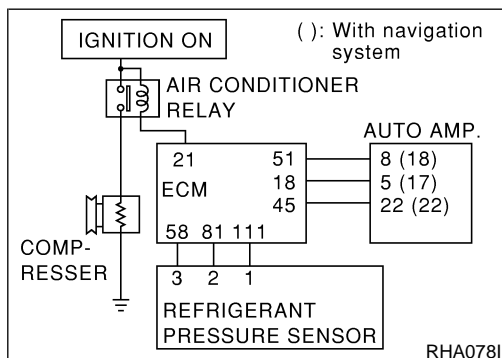 IGNITION ON
( ): With navigation
system
AIR CONDITIONER
RELAY
AUTO AMP.
21
51
8 (18)
ECM
18
5 (17)
45
22 (22)
58 81 111
COMP-
RESSER
3 2 1
REFRIGERANT
PRESSURE SENSOR
RHA078I